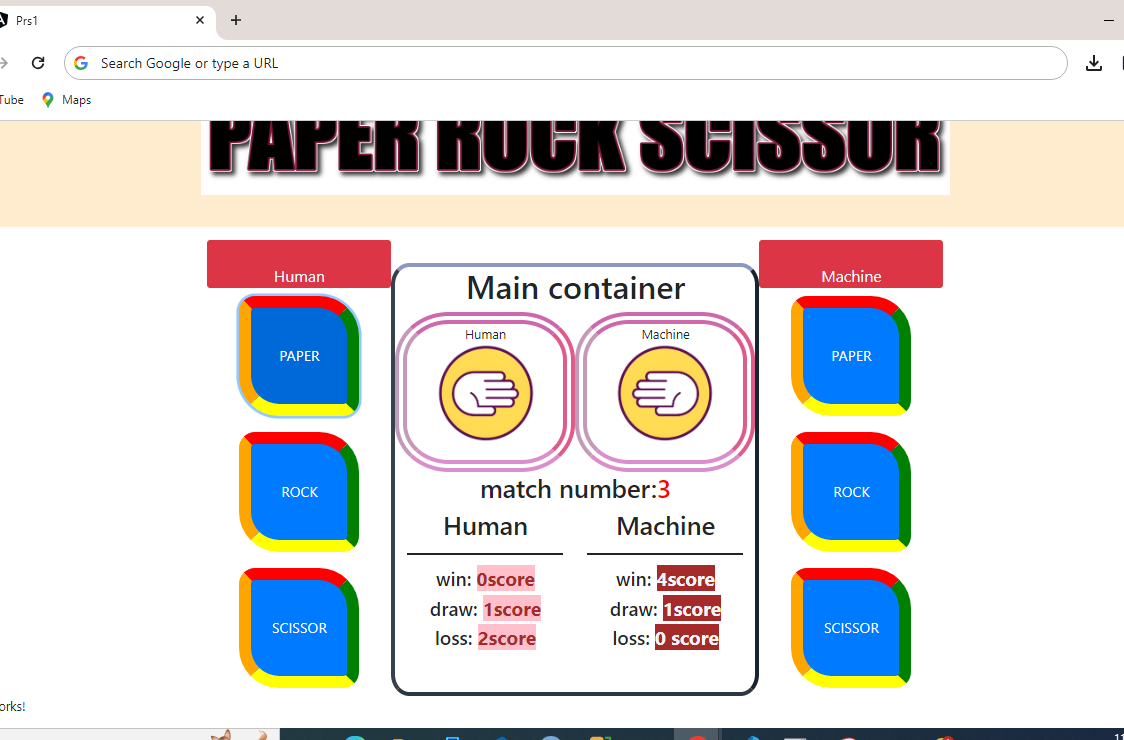 Prs1
Search Google or type a URL
Tube
Maps
PAPER ROCK SCISSOR
Human
Machine
Main container
Human
Machine
PAPER
PAPER
ROCK
ROCK
match number:3
Human
Machine
win: 0score
win: 4score
draw: 1score
draw: 1score
loss: 2score
loss: 0 score
SCISSOR
SCISSOR
orks!